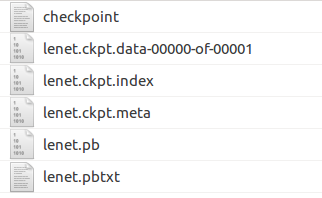 checkpoint
lenet.ckpt.data-00000-of-00001
lenet.ckpt.index
lenet.ckpt.meta
lenet.pb
lenet.pbtxt